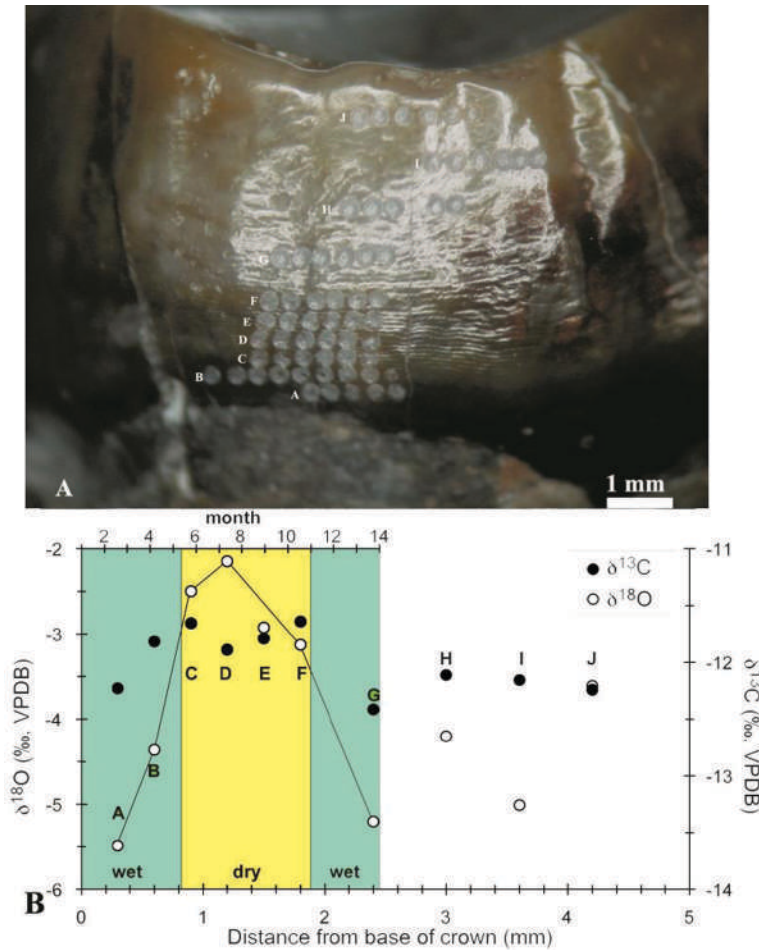 J
I
H
G
F
E
D
C
B
A
A
1 mm
month
2 4 6 8 10 12 14
-2
-3
-4
-5
-6
δ18O (‰, VPDB)
-11
-12
-13
-14
δ13C (‰, VPDB)
δ13C
δ18O
A
B
C
D
E
F
G
H
I
J
wet
dry
wet
B
0 1 2 3 4 5
Distance from base of crown (mm)